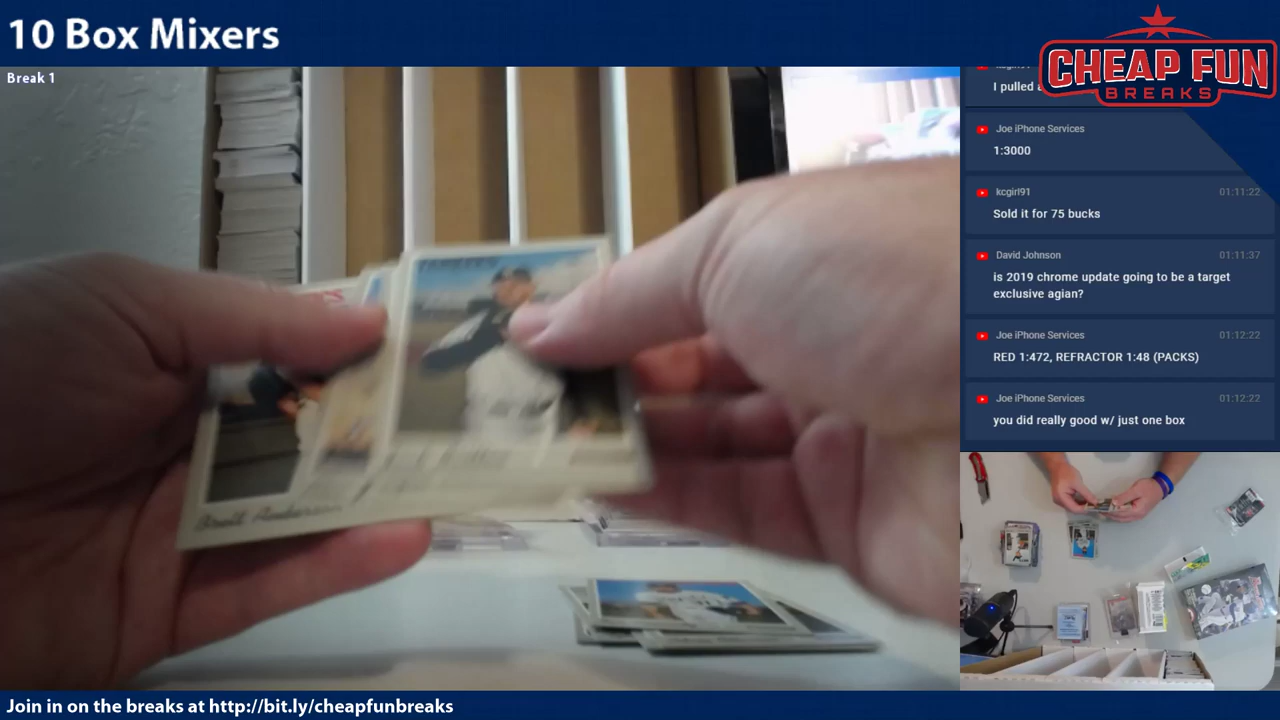 10 Box Mixers
Break 1
CHEAP FUN
BREAKS
I pulled
Joe iPhone Services
1:3000
kcgirl91
01:11:22
Sold it for 75 bucks
David Johnson
01:11:37
is 2019 chrome update going to be a target
exclusive agian?
Joe iPhone Services
01:12:22
RED 1:472, REFRACTOR 1:48 (PACKS)
Joe iPhone Services
01:12:22
you did really good w/ just one box
Brett Anderson
Join in on the breaks at http://bit.ly/cheapfunbreaks